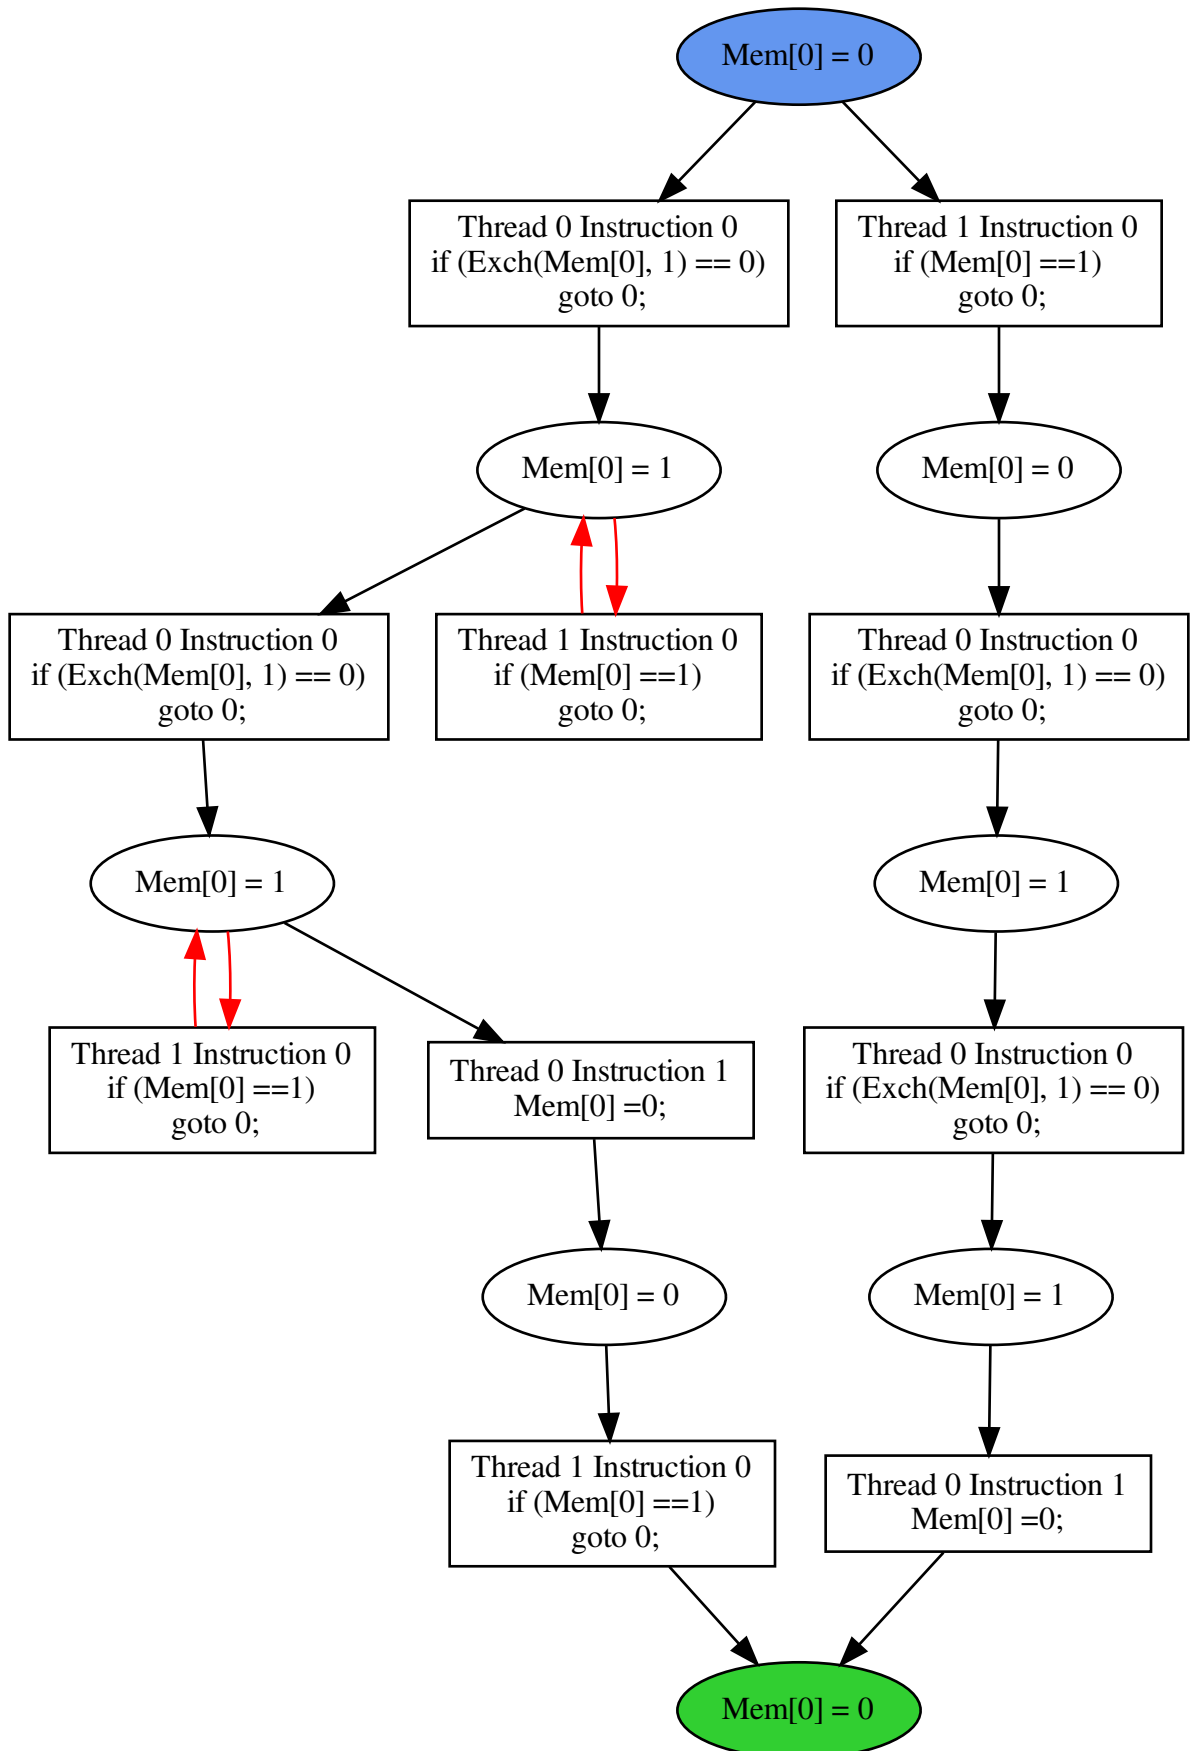 Mem[0] = 0
Thread 0 Instruction 0
if (Exch(Mem[0], 1) == 0)
goto 0;
Thread 1 Instruction 0
if (Mem[0] ==1)
goto 0;
Mem[0] = 1
Mem[0] = 0
Thread 0 Instruction 0
if (Exch(Mem[0], 1) == 0)
goto 0;
Thread 1 Instruction 0
if (Mem[0] ==1)
goto 0;
Thread 0 Instruction 0
if (Exch(Mem[0], 1) == 0)
goto 0;
Mem[0] = 1
Mem[0] = 1
Thread 1 Instruction 0
if (Mem[0] ==1)
goto 0;
Thread 0 Instruction 1
Mem[0] =0;
Thread 0 Instruction 0
if (Exch(Mem[0], 1) == 0)
goto 0;
Mem[0] = 0
Mem[0] = 1
Thread 1 Instruction 0
if (Mem[0] ==1)
goto 0;
Thread 0 Instruction 1
Mem[0] =0;
Mem[0] = 0